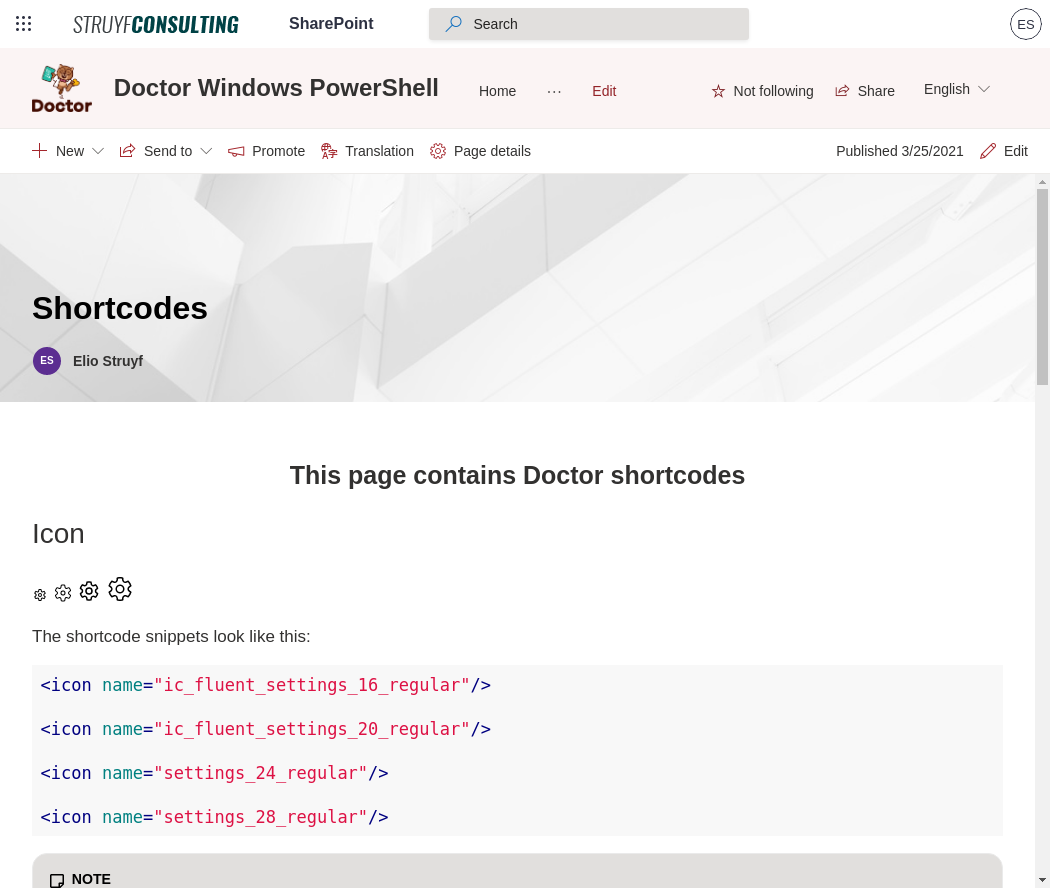 STRUYFCONSULTING SharePoint Search ES
Doctor Doctor Windows PowerShell Home ··· Edit Not following Share English
New Send to Promote Translation Page details Published 3/25/2021 Edit
Shortcodes
ES Elio Struyf
This page contains Doctor shortcodes
Icon
The shortcode snippets look like this:
<icon name="ic_fluent_settings_16_regular"/>
<icon name="ic_fluent_settings_20_regular"/>
<icon name="settings_24_regular"/>
<icon name="settings_28_regular"/>
NOTE